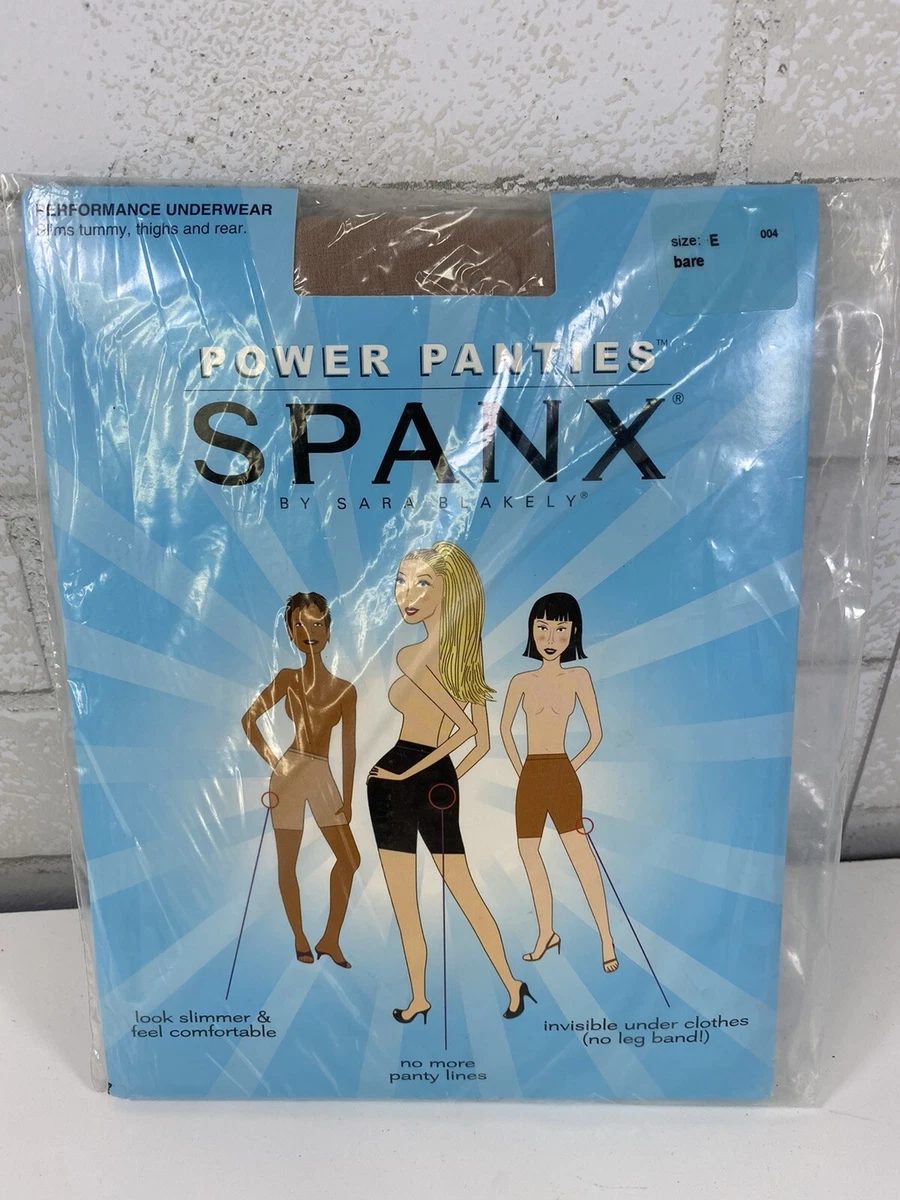 PERFORMANCE UNDERWEAR
Slims tummy, thighs and rear.
size: E 004
bare
POWER PANTIES™
SPANX®
BY SARA BLAKELY®
look slimmer &
feel comfortable
no more
panty lines
invisible under clothes
(no leg band!)